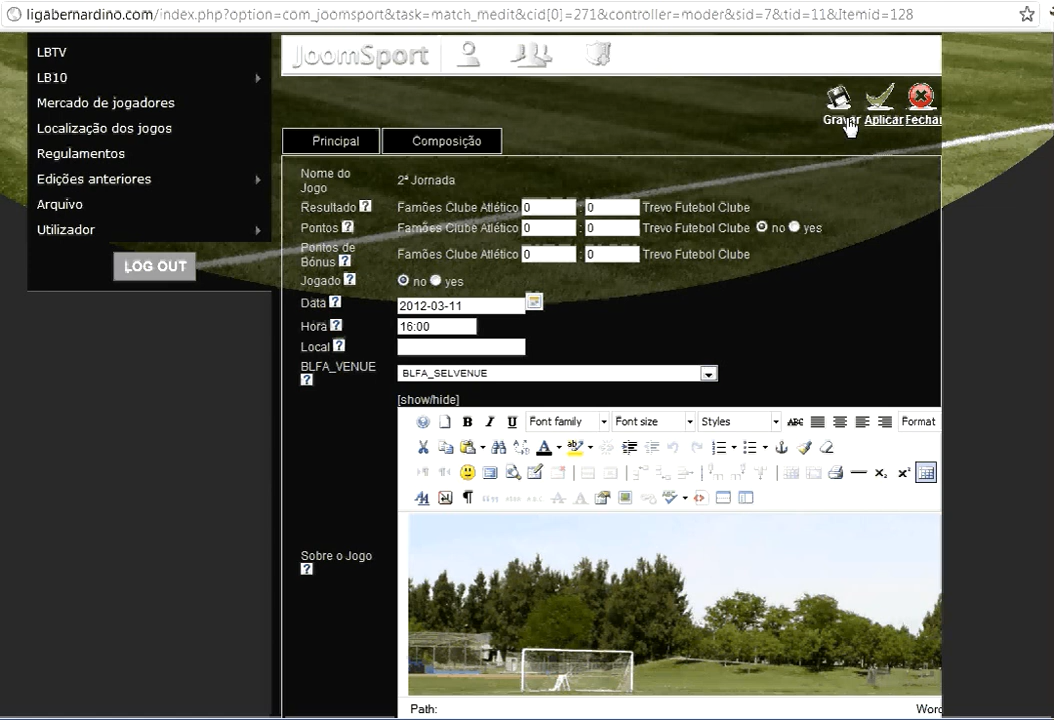 ligabernardino.com/index.php?option=com_joomsport&task=match_medit&cid[0]=271&controller=moder&sid=7&tid=11&Itemid=128
LBTV
LB10
Mercado de jogadores
Localização dos jogos
Regulamentos
Edições anteriores
Arquivo
Utilizador
LOG OUT
JoomSport
Gravar Aplicar Fechar
Principal Composição
Nome do Jogo 2ª Jornada
Resultado ? Famões Clube Atlético 0 : 0 Trevo Futebol Clube
Pontos ? Famões Clube Atlético 0 : 0 Trevo Futebol Clube no yes
Pontos de Bónus ? Famões Clube Atlético 0 : 0 Trevo Futebol Clube
Jogado ? no yes
Data ? 2012-03-11
Hora ? 16:00
Local ?
BLFA_VENUE ? BLFA_SELVENUE
[show/hide]
B I U Font family Font size Styles ABC Format
Sobre o Jogo ?
Path: Word